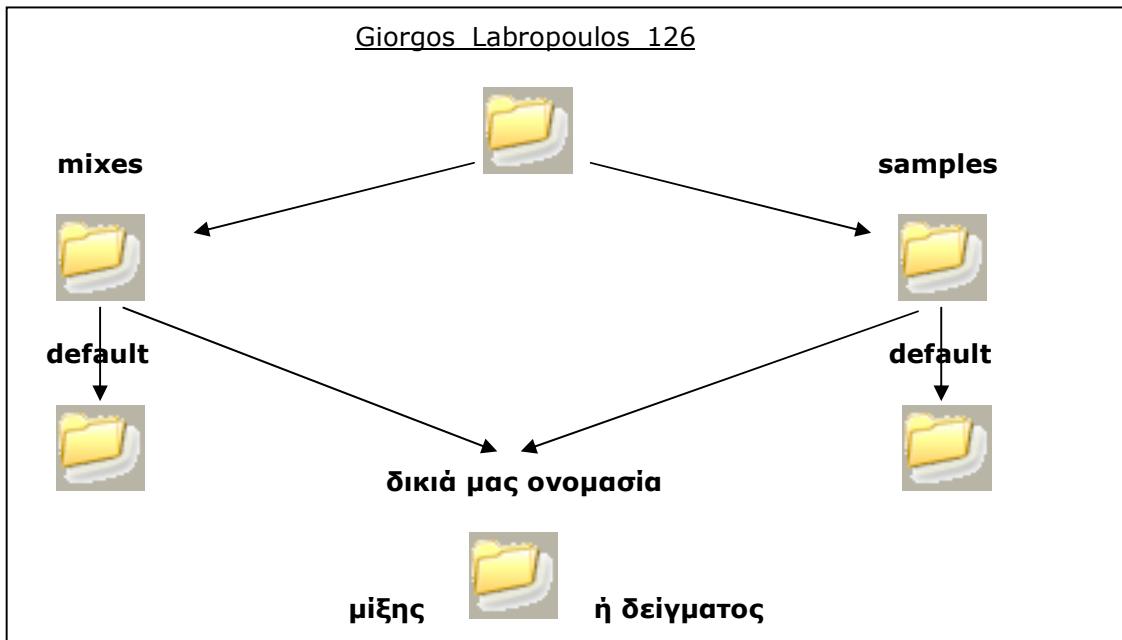 Giorgos Labropoulos 126
mixes samples
default default
δικιά μας ονομασία
μίξης ή δείγματος